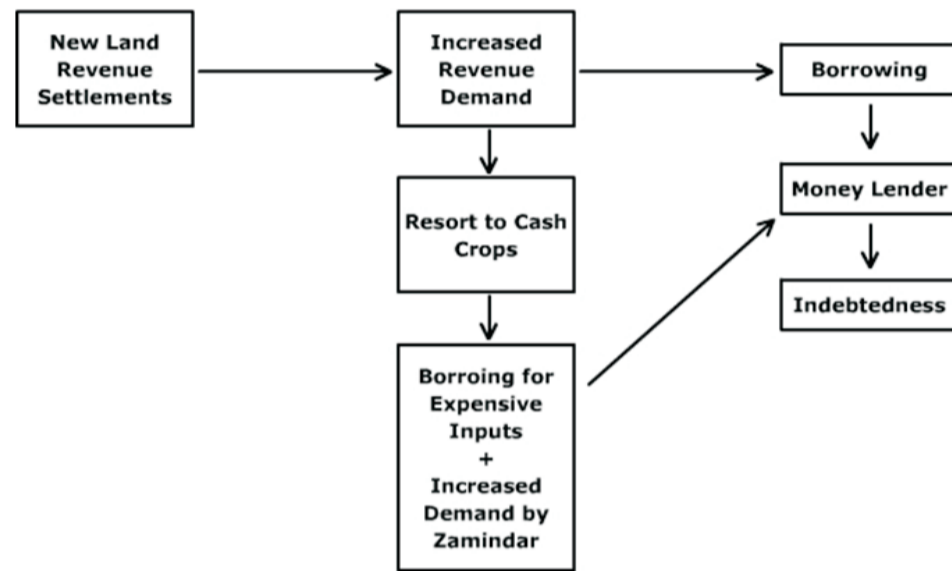 New Land
Revenue
Settlements
Increased
Revenue
Demand
Borrowing
Resort to Cash
Crops
Money Lender
Indebtedness
Borroing for
Expensive
Inputs
+
Increased
Demand by
Zamindar